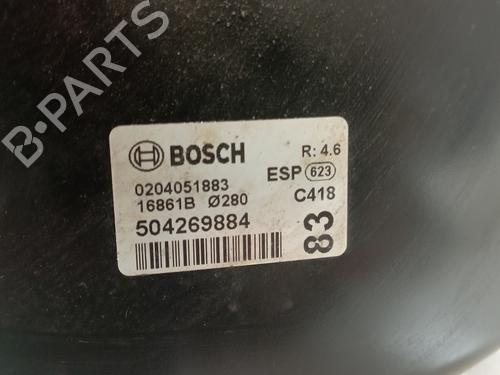 B-PARTS
BOSCH
R: 4.6
0204051883
ESP 623
16861B Ø280
C418
504269884
83